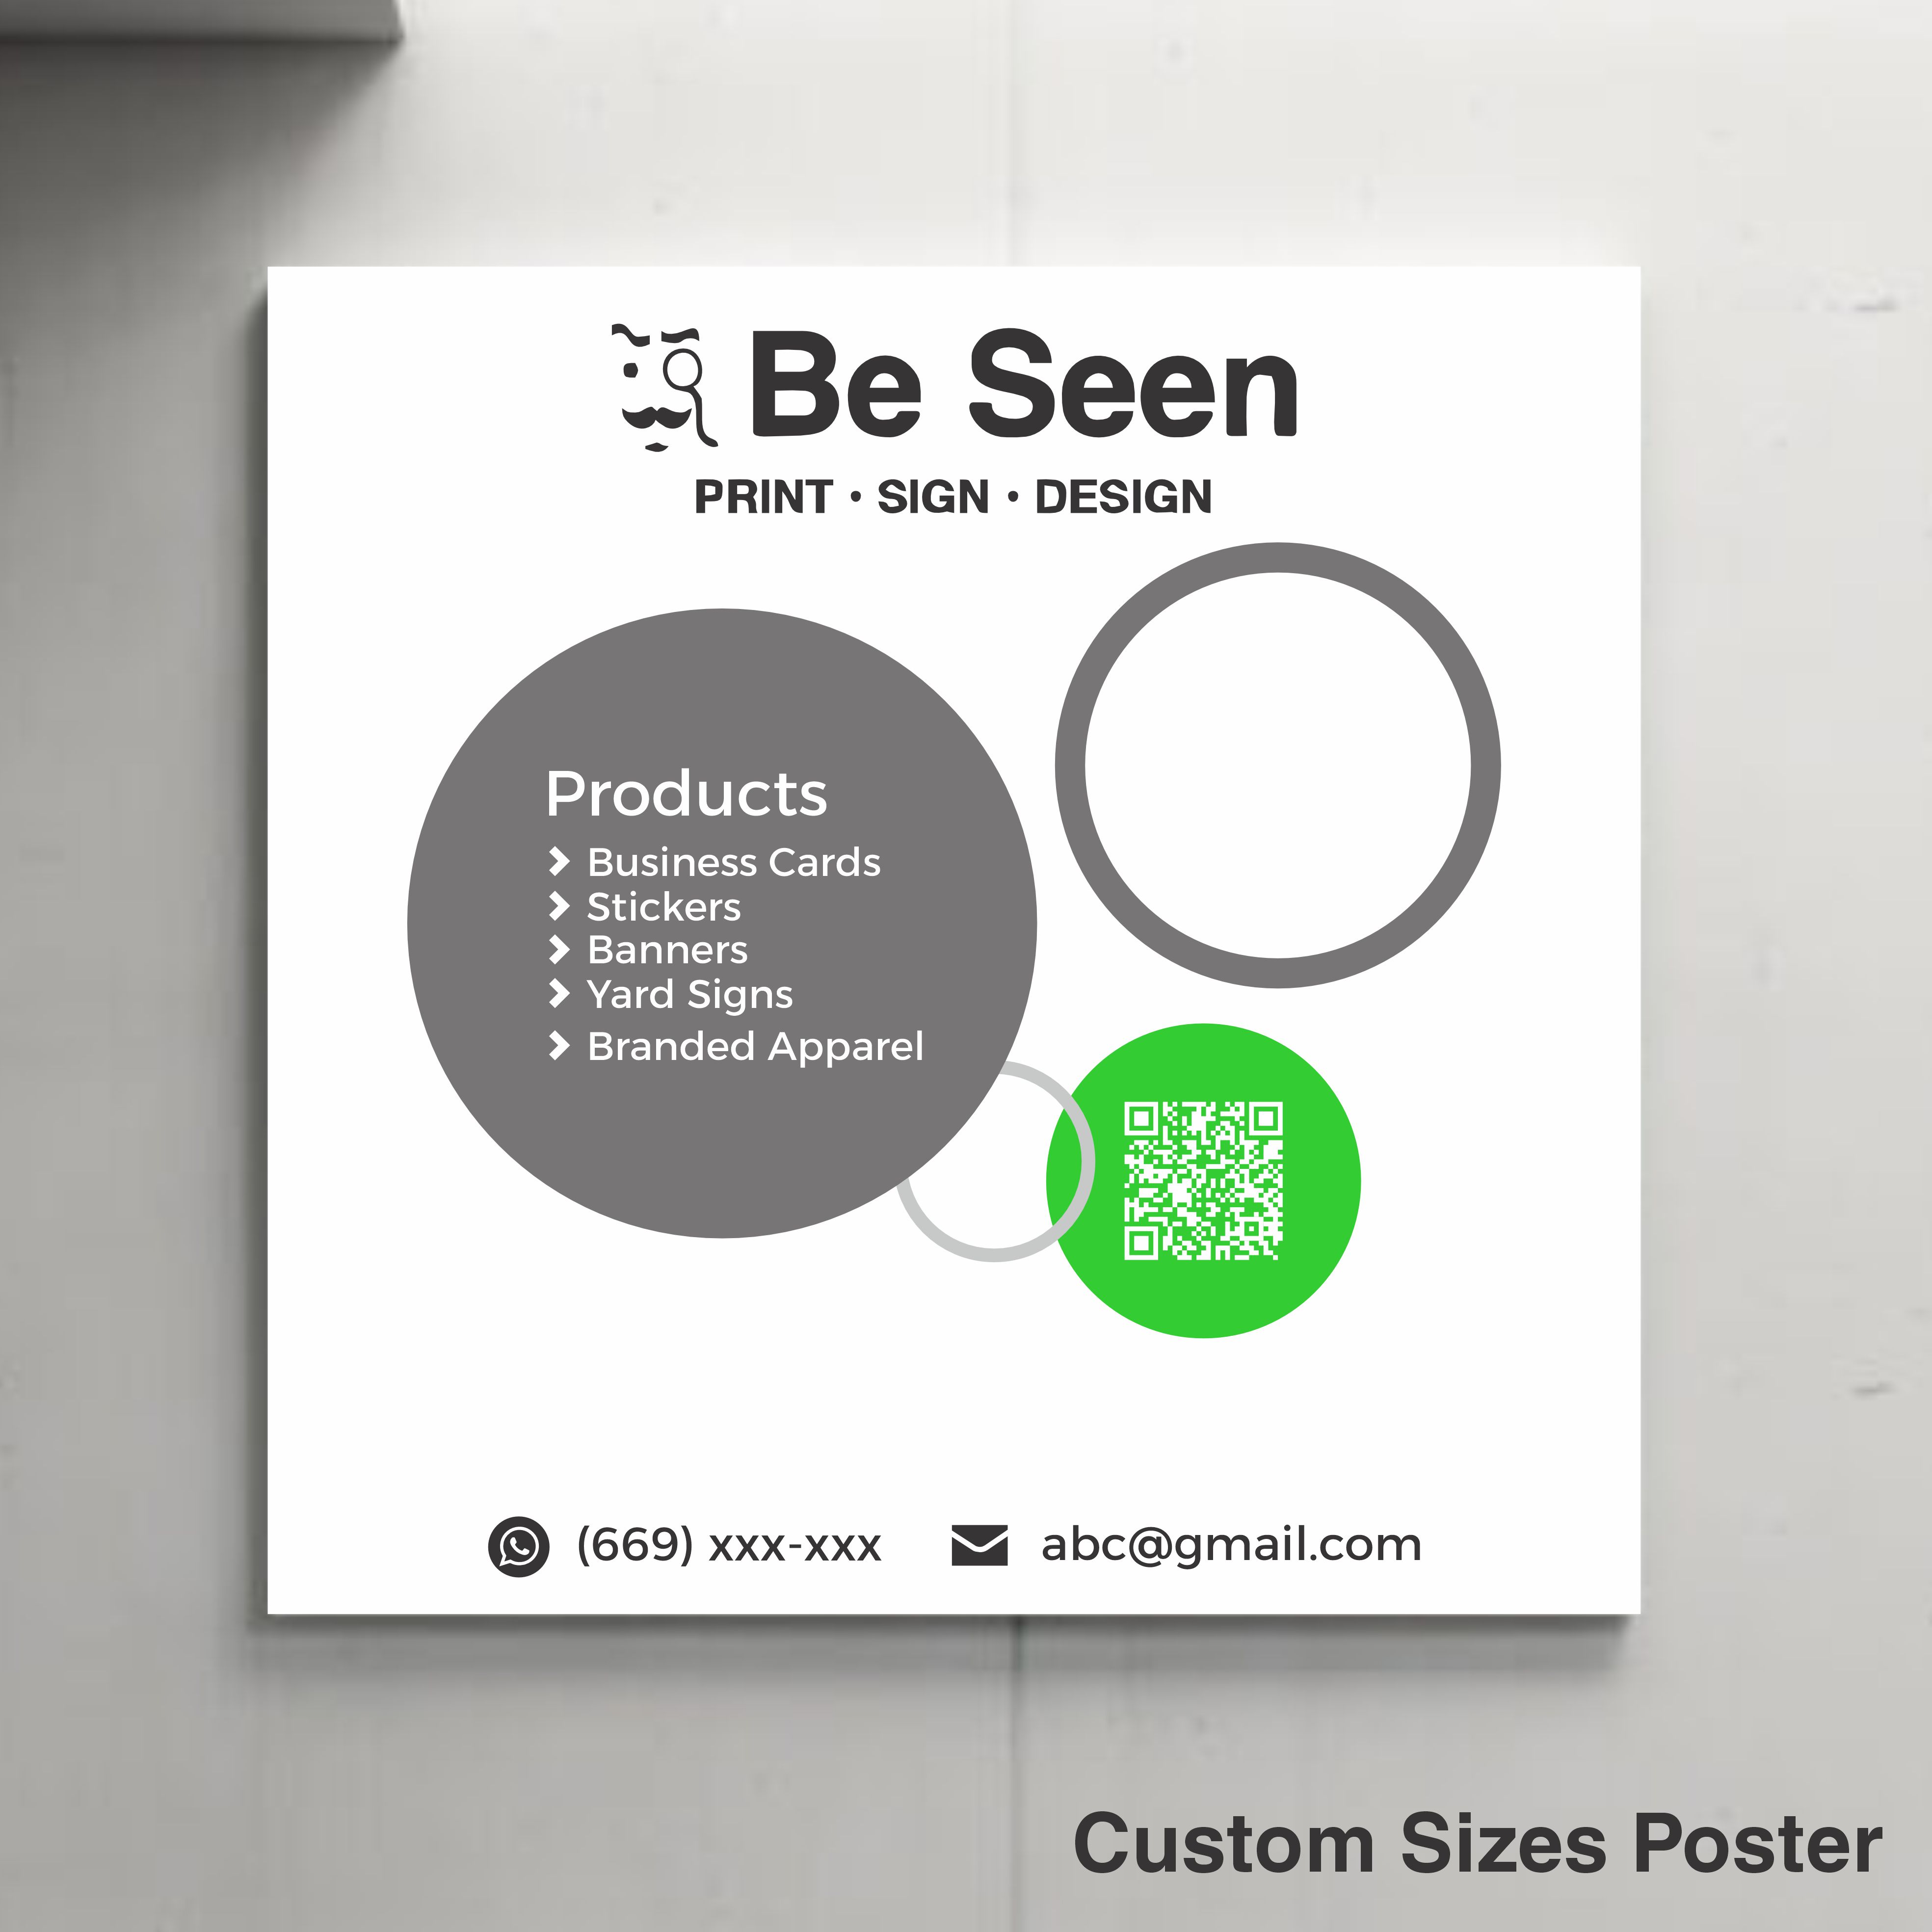 Be Seen
PRINT • SIGN • DESIGN
Products
Business Cards
Stickers
Banners
Yard Signs
Branded Apparel
(669) xxx-xxx
abc@gmail.com
Custom Sizes Poster